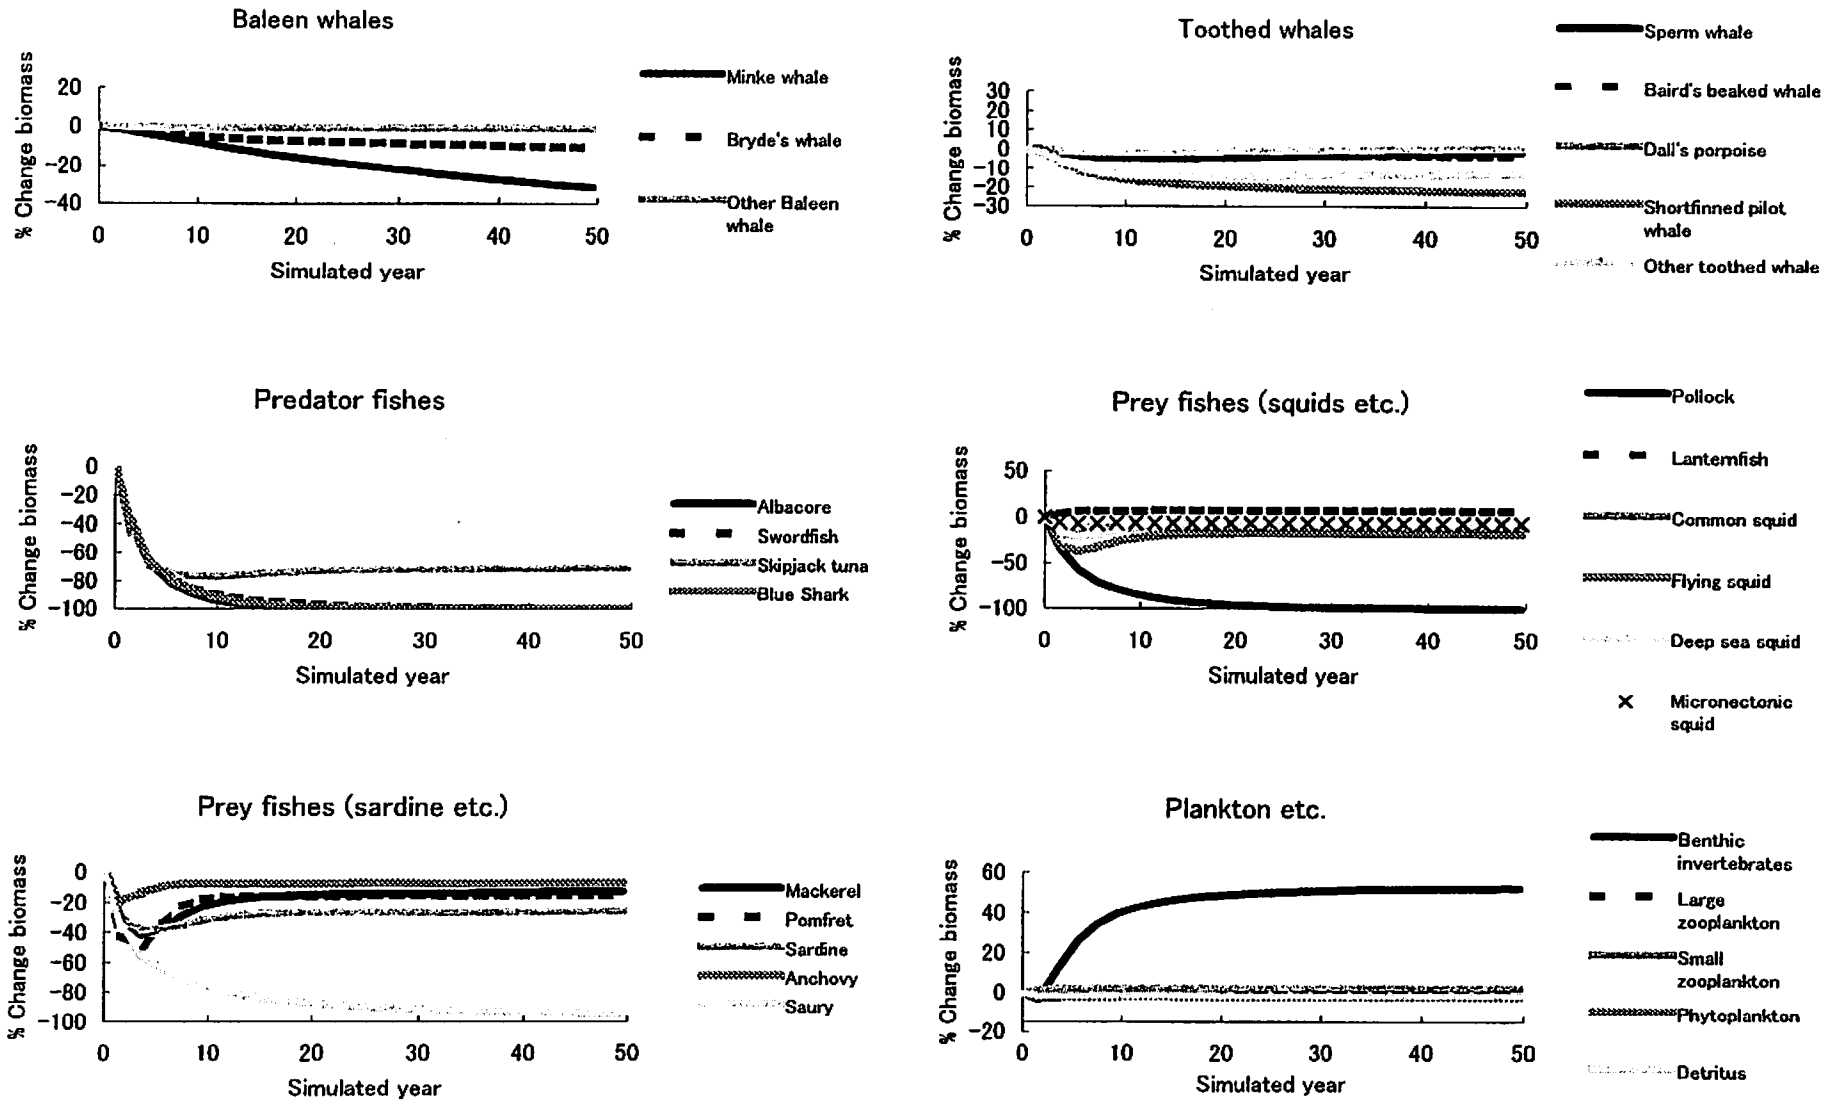 Baleen whales
% Change biomass
20
0
−20
−40
0 10 20 30 40 50
Simulated year
Minke whale
Bryde's whale
Other Baleen
whale
Toothed whales
% Change biomass
30
20
10
0
−10
−20
−30
0 10 20 30 40 50
Simulated year
Sperm whale
Baird's beaked whale
Dall's porpoise
Shortfinned pilot
whale
Other toothed whale
Predator fishes
% Change biomass
0
−20
−40
−60
−80
−100
0 10 20 30 40 50
Simulated year
Albacore
Swordfish
Skipjack tuna
Blue Shark
Prey fishes (squids etc.)
% Change biomass
50
0
−50
−100
0 10 20 30 40 50
Simulated year
Pollock
Lanternfish
Common squid
Flying squid
Deep sea squid
Micronectonic
squid
Prey fishes (sardine etc.)
% Change biomass
0
−20
−40
−60
−80
−100
0 10 20 30 40 50
Simulated year
Mackerel
Pomfret
Sardine
Anchovy
Saury
Plankton etc.
% Change biomass
60
40
20
0
−20
0 10 20 30 40 50
Simulated year
Benthic
invertebrates
Large
zooplankton
Small
zooplankton
Phytoplankton
Detritus